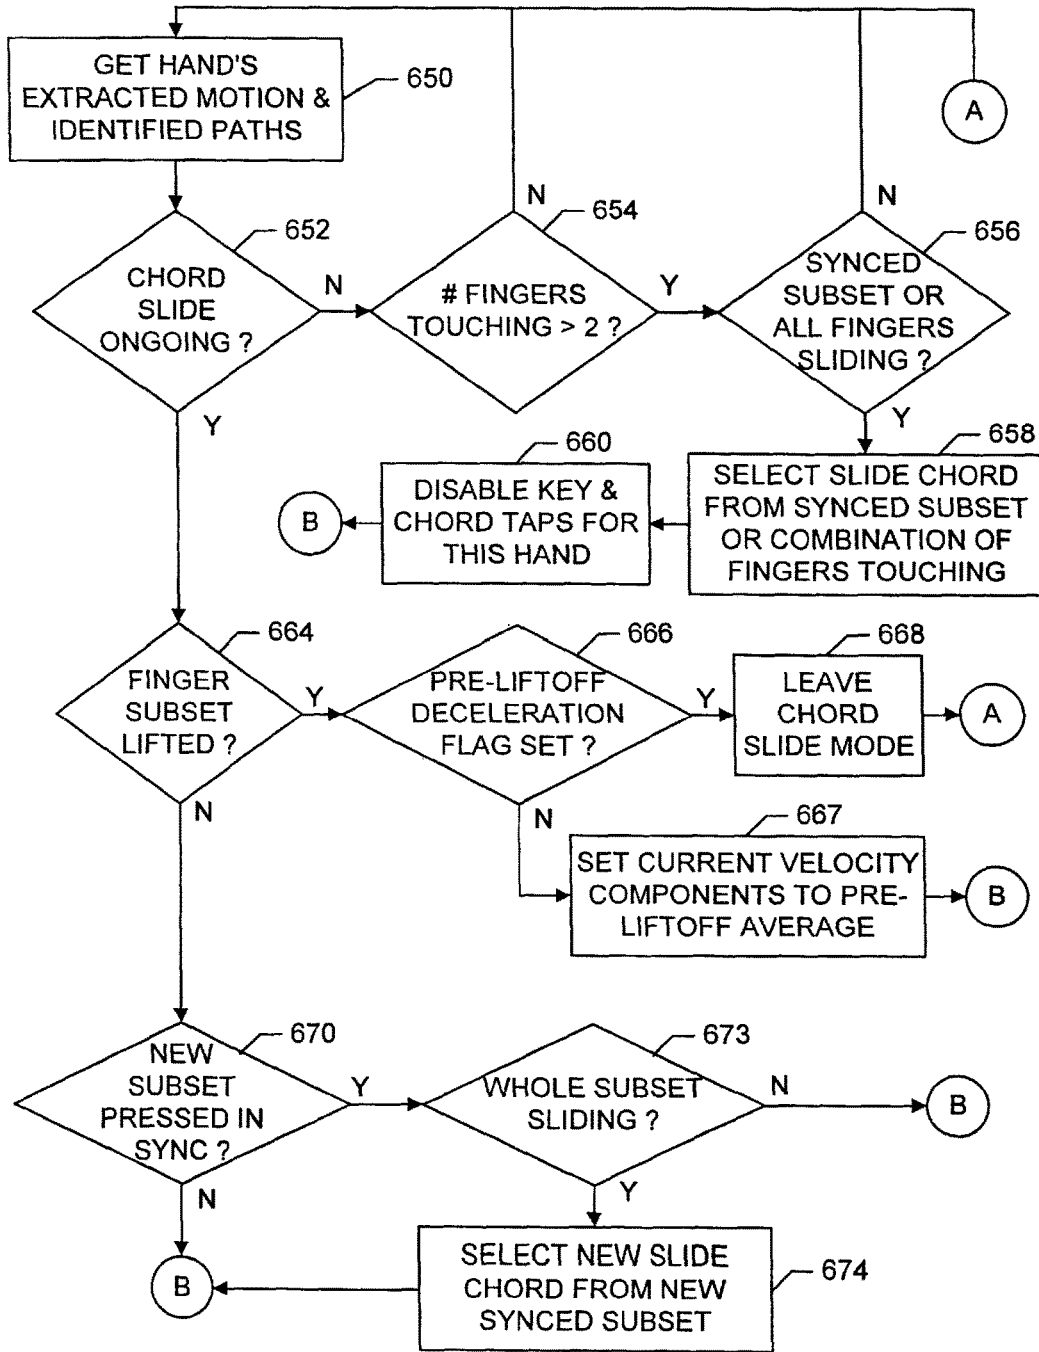 GET HAND'S
EXTRACTED MOTION &
IDENTIFIED PATHS
650
A
N
N
652
654
656
CHORD
SLIDE
ONGOING ?
N
# FINGERS
TOUCHING > 2 ?
Y
SYNCED
SUBSET OR
ALL FINGERS
SLIDING ?
Y
Y
660
658
B
DISABLE KEY &
CHORD TAPS FOR
THIS HAND
SELECT SLIDE CHORD
FROM SYNCED SUBSET
OR COMBINATION OF
FINGERS TOUCHING
664
666
668
FINGER
SUBSET
LIFTED ?
Y
PRE-LIFTOFF
DECELERATION
FLAG SET ?
Y
LEAVE
CHORD
SLIDE MODE
A
N
N
667
SET CURRENT VELOCITY
COMPONENTS TO PRE-
LIFTOFF AVERAGE
B
670
673
NEW
SUBSET
PRESSED IN
SYNC ?
Y
WHOLE SUBSET
SLIDING ?
N
B
N
Y
B
SELECT NEW SLIDE
CHORD FROM NEW
SYNCED SUBSET
674